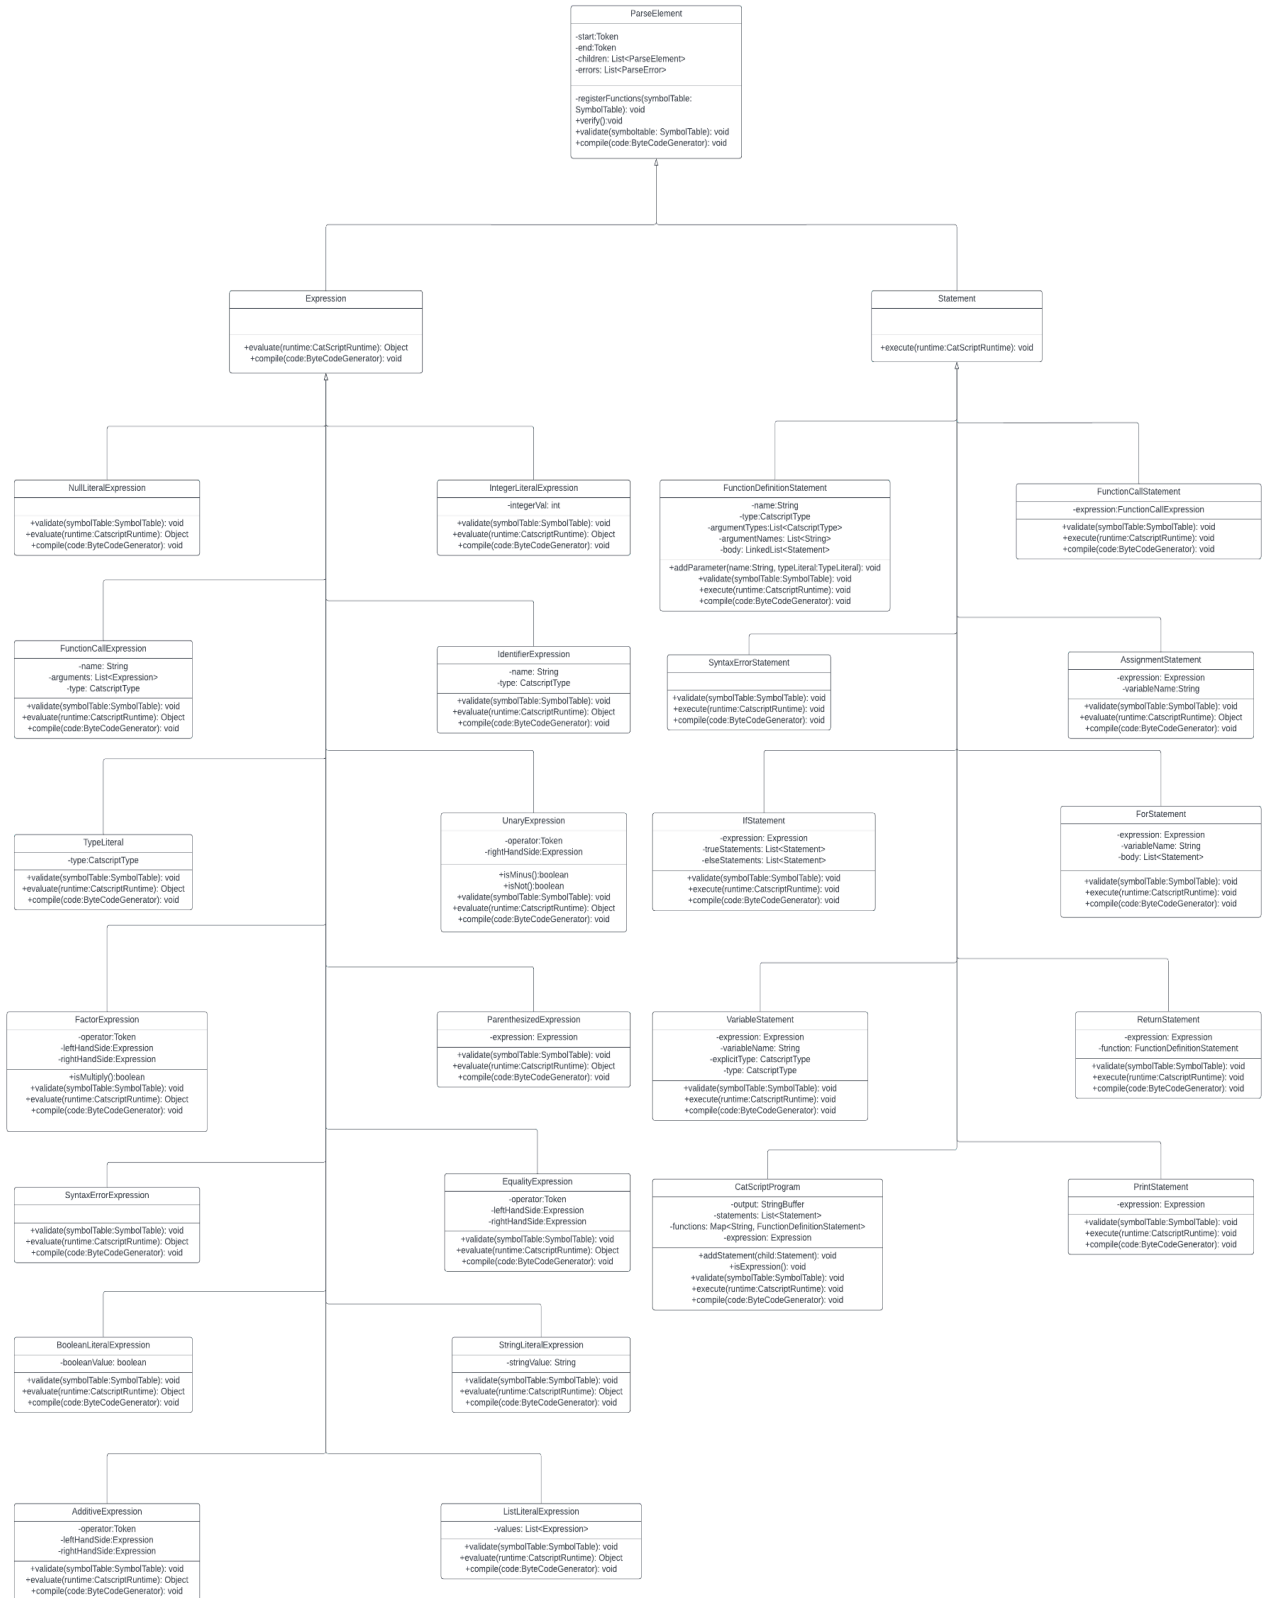 ParseElement
-start:Token
-end:Token
-children: List<ParseElement>
-errors: List<ParseError>
-registerFunctions(symbolTable:
SymbolTable): void
+verify():void
+validate(symboltable: SymbolTable): void
+compile(code:ByteCodeGenerator): void
Expression
+evaluate(runtime:CatScriptRuntime): Object
+compile(code:ByteCodeGenerator): void
Statement
+execute(runtime:CatScriptRuntime): void
NullLiteralExpression
+validate(symbolTable:SymbolTable): void
+evaluate(runtime:CatscriptRuntime): Object
+compile(code:ByteCodeGenerator): void
IntegerLiteralExpression
-integerVal: int
+validate(symbolTable:SymbolTable): void
+evaluate(runtime:CatscriptRuntime): Object
+compile(code:ByteCodeGenerator): void
FunctionDefinitionStatement
-name:String
-type:CatscriptType
-argumentTypes:List<CatscriptType>
-argumentNames: List<String>
-body: LinkedList<Statement>
+addParameter(name:String, typeLiteral:TypeLiteral): void
+validate(symbolTable:SymbolTable): void
+execute(runtime:CatscriptRuntime): void
+compile(code:ByteCodeGenerator): void
FunctionCallStatement
-expression:FunctionCallExpression
+validate(symbolTable:SymbolTable): void
+execute(runtime:CatscriptRuntime): void
+compile(code:ByteCodeGenerator): void
FunctionCallExpression
-name: String
-arguments: List<Expression>
-type: CatscriptType
+validate(symbolTable:SymbolTable): void
+evaluate(runtime:CatscriptRuntime): Object
+compile(code:ByteCodeGenerator): void
IdentifierExpression
-name: String
-type: CatscriptType
+validate(symbolTable:SymbolTable): void
+evaluate(runtime:CatscriptRuntime): Object
+compile(code:ByteCodeGenerator): void
SyntaxErrorStatement
+validate(symbolTable:SymbolTable): void
+execute(runtime:CatscriptRuntime): void
+compile(code:ByteCodeGenerator): void
AssignmentStatement
-expression: Expression
-variableName:String
+validate(symbolTable:SymbolTable): void
+evaluate(runtime:CatscriptRuntime): Object
+compile(code:ByteCodeGenerator): void
TypeLiteral
-type:CatscriptType
+validate(symbolTable:SymbolTable): void
+evaluate(runtime:CatscriptRuntime): Object
+compile(code:ByteCodeGenerator): void
UnaryExpression
-operator:Token
-rightHandSide:Expression
+isMinus():boolean
+isNot():boolean
+validate(symbolTable:SymbolTable): void
+evaluate(runtime:CatscriptRuntime): Object
+compile(code:ByteCodeGenerator): void
IfStatement
-expression: Expression
-trueStatements: List<Statement>
-elseStatements: List<Statement>
+validate(symbolTable:SymbolTable): void
+execute(runtime:CatscriptRuntime): void
+compile(code:ByteCodeGenerator): void
ForStatement
-expression: Expression
-variableName: String
-body: List<Statement>
+validate(symbolTable:SymbolTable): void
+execute(runtime:CatscriptRuntime): void
+compile(code:ByteCodeGenerator): void
FactorExpression
-operator:Token
-leftHandSide:Expression
-rightHandSide:Expression
+isMultiply():boolean
+validate(symbolTable:SymbolTable): void
+evaluate(runtime:CatscriptRuntime): Object
+compile(code:ByteCodeGenerator): void
ParenthesizedExpression
-expression: Expression
+validate(symbolTable:SymbolTable): void
+evaluate(runtime:CatscriptRuntime): Object
+compile(code:ByteCodeGenerator): void
VariableStatement
-expression: Expression
-variableName: String
-explicitType: CatscriptType
-type: CatscriptType
+validate(symbolTable:SymbolTable): void
+execute(runtime:CatscriptRuntime): void
+compile(code:ByteCodeGenerator): void
ReturnStatement
-expression: Expression
-function: FunctionDefinitionStatement
+validate(symbolTable:SymbolTable): void
+execute(runtime:CatscriptRuntime): void
+compile(code:ByteCodeGenerator): void
SyntaxErrorExpression
+validate(symbolTable:SymbolTable): void
+evaluate(runtime:CatscriptRuntime): Object
+compile(code:ByteCodeGenerator): void
EqualityExpression
-operator:Token
-leftHandSide:Expression
-rightHandSide:Expression
+validate(symbolTable:SymbolTable): void
+evaluate(runtime:CatscriptRuntime): Object
+compile(code:ByteCodeGenerator): void
CatScriptProgram
-output: StringBuffer
-statements: List<Statement>
-functions: Map<String, FunctionDefinitionStatement>
-expression: Expression
+addStatement(child:Statement): void
+isExpression(): void
+validate(symbolTable:SymbolTable): void
+execute(runtime:CatscriptRuntime): void
+compile(code:ByteCodeGenerator): void
PrintStatement
-expression: Expression
+validate(symbolTable:SymbolTable): void
+execute(runtime:CatscriptRuntime): void
+compile(code:ByteCodeGenerator): void
BooleanLiteralExpression
-booleanValue: boolean
+validate(symbolTable:SymbolTable): void
+evaluate(runtime:CatscriptRuntime): Object
+compile(code:ByteCodeGenerator): void
StringLiteralExpression
-stringValue: String
+validate(symbolTable:SymbolTable): void
+evaluate(runtime:CatscriptRuntime): Object
+compile(code:ByteCodeGenerator): void
AdditiveExpression
-operator:Token
-leftHandSide:Expression
-rightHandSide:Expression
+validate(symbolTable:SymbolTable): void
+evaluate(runtime:CatscriptRuntime): Object
+compile(code:ByteCodeGenerator): void
ListLiteralExpression
-values: List<Expression>
+validate(symbolTable:SymbolTable): void
+evaluate(runtime:CatscriptRuntime): Object
+compile(code:ByteCodeGenerator): void